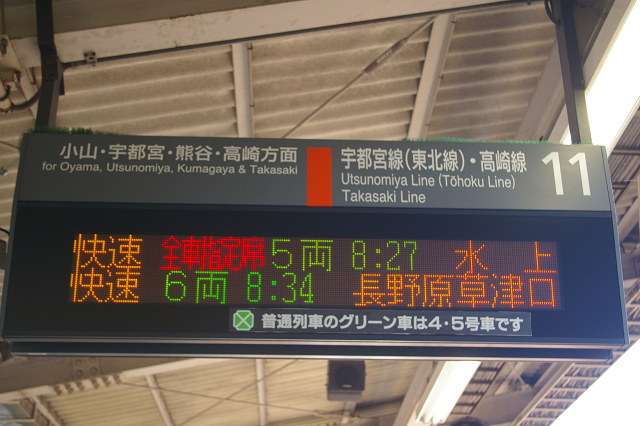 小山・宇都宮・熊谷・高崎方面
for Oyama, Utsunomiya, Kumagaya & Takasaki
宇都宮線(東北線)・高崎線
Utsunomiya Line (Tōhoku Line)
Takasaki Line
11
快速 全車指定席 5両 8:27 水上
快速 6両 8:34 長野原草津口
普通列車のグリーン車は4・5号車です